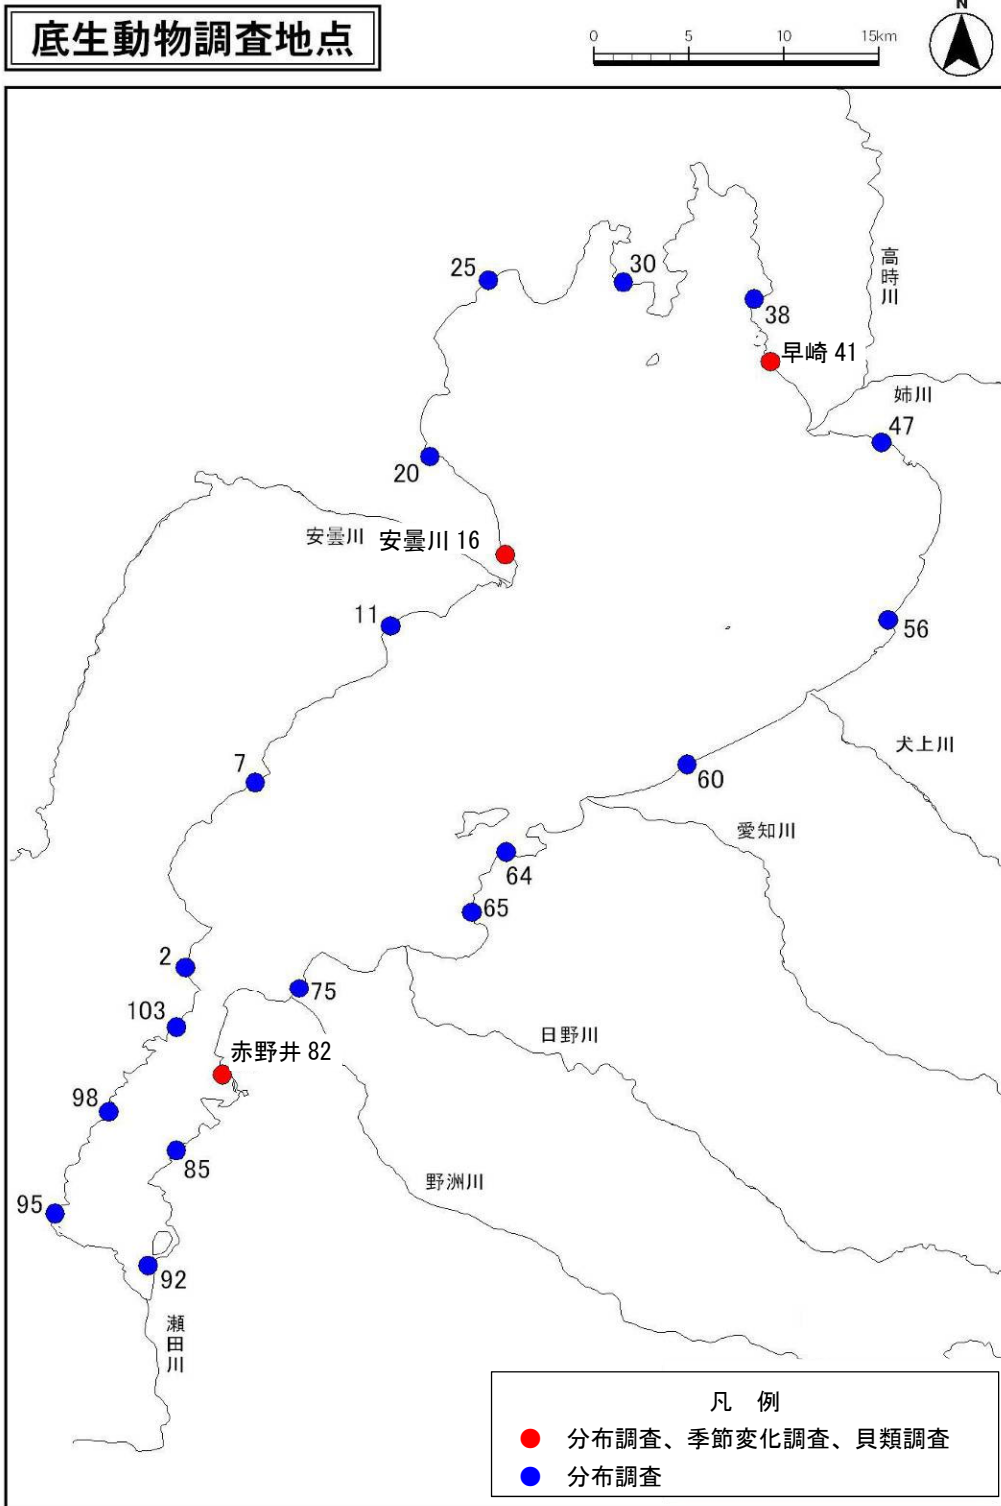 底生動物調査地点
0 5 10 15km
N
高時川
25
30
38
早崎 41
姉川
47
20
安曇川
安曇川 16
11
56
犬上川
7
60
愛知川
64
65
2
75
103
日野川
赤野井 82
98
85
野洲川
95
92
瀬田川
凡 例
分布調査、季節変化調査、貝類調査
分布調査